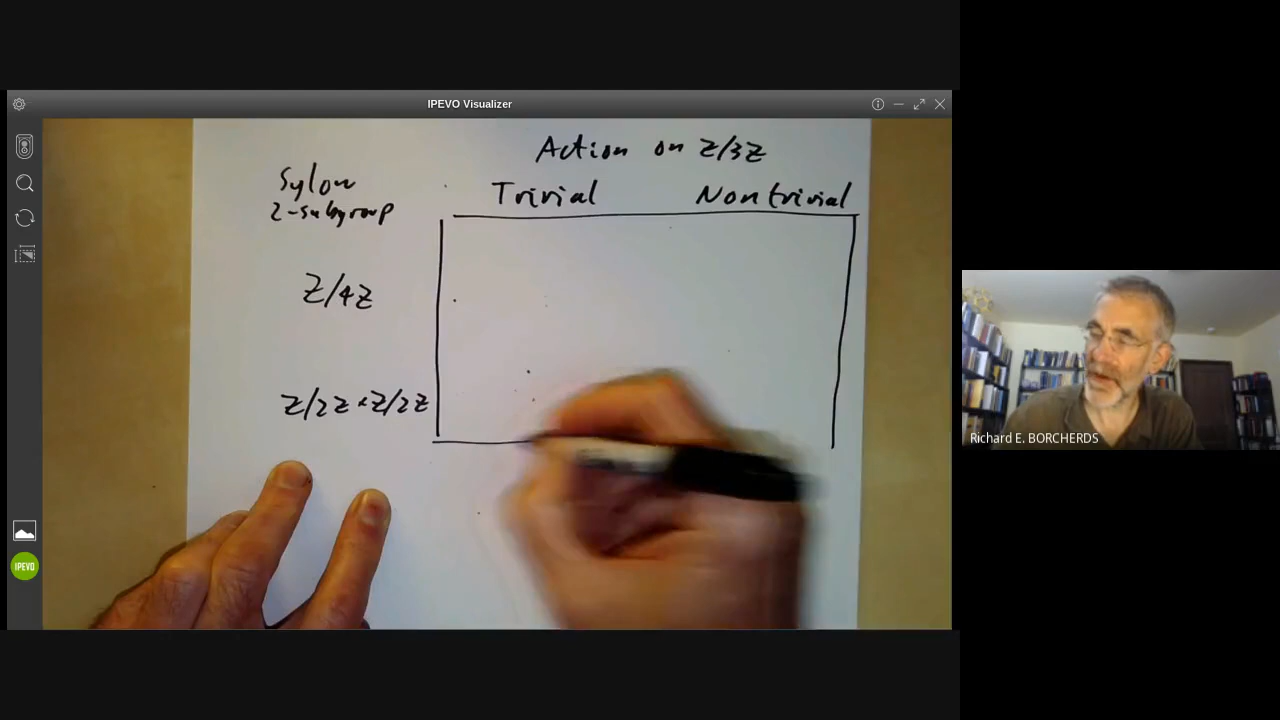 IPEVO Visualizer
Action on Z/3Z
Sylow
2-subgroup
Trivial Nontrivial
Z/4Z
Z/2Z × Z/2Z
Richard E. BORCHERDS
IPEVO